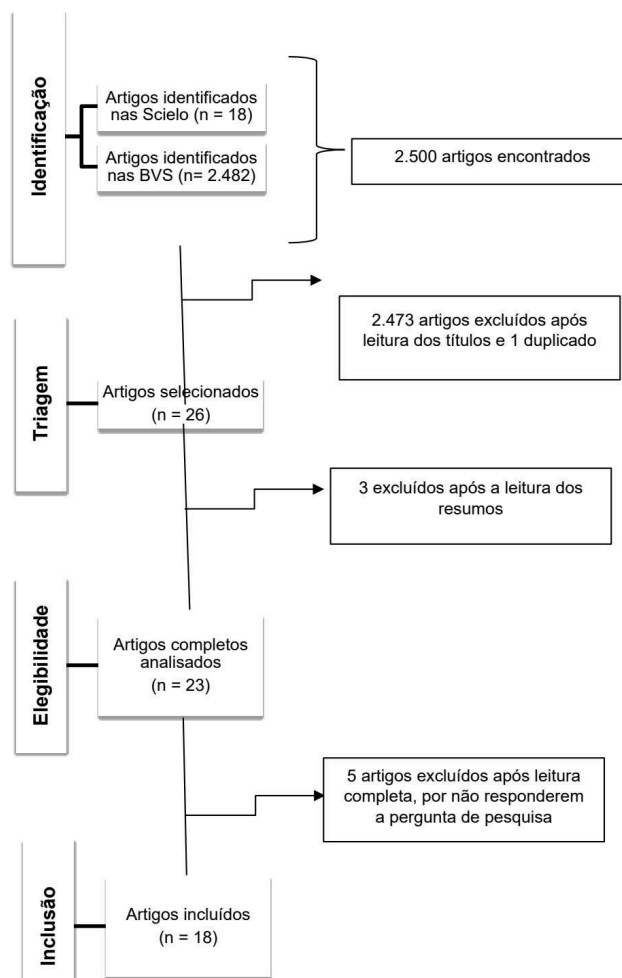 Identificação
Artigos identificados
nas Scielo (n = 18)
Artigos identificados
nas BVS (n= 2.482)
2.500 artigos encontrados
2.473 artigos excluídos após
leitura dos títulos e 1 duplicado
Triagem
Artigos selecionados
(n = 26)
3 excluídos após a leitura dos
resumos
Elegibilidade
Artigos completos
analisados
(n = 23)
5 artigos excluídos após leitura
completa, por não responderem
a pergunta de pesquisa
Inclusão
Artigos incluídos
(n = 18)